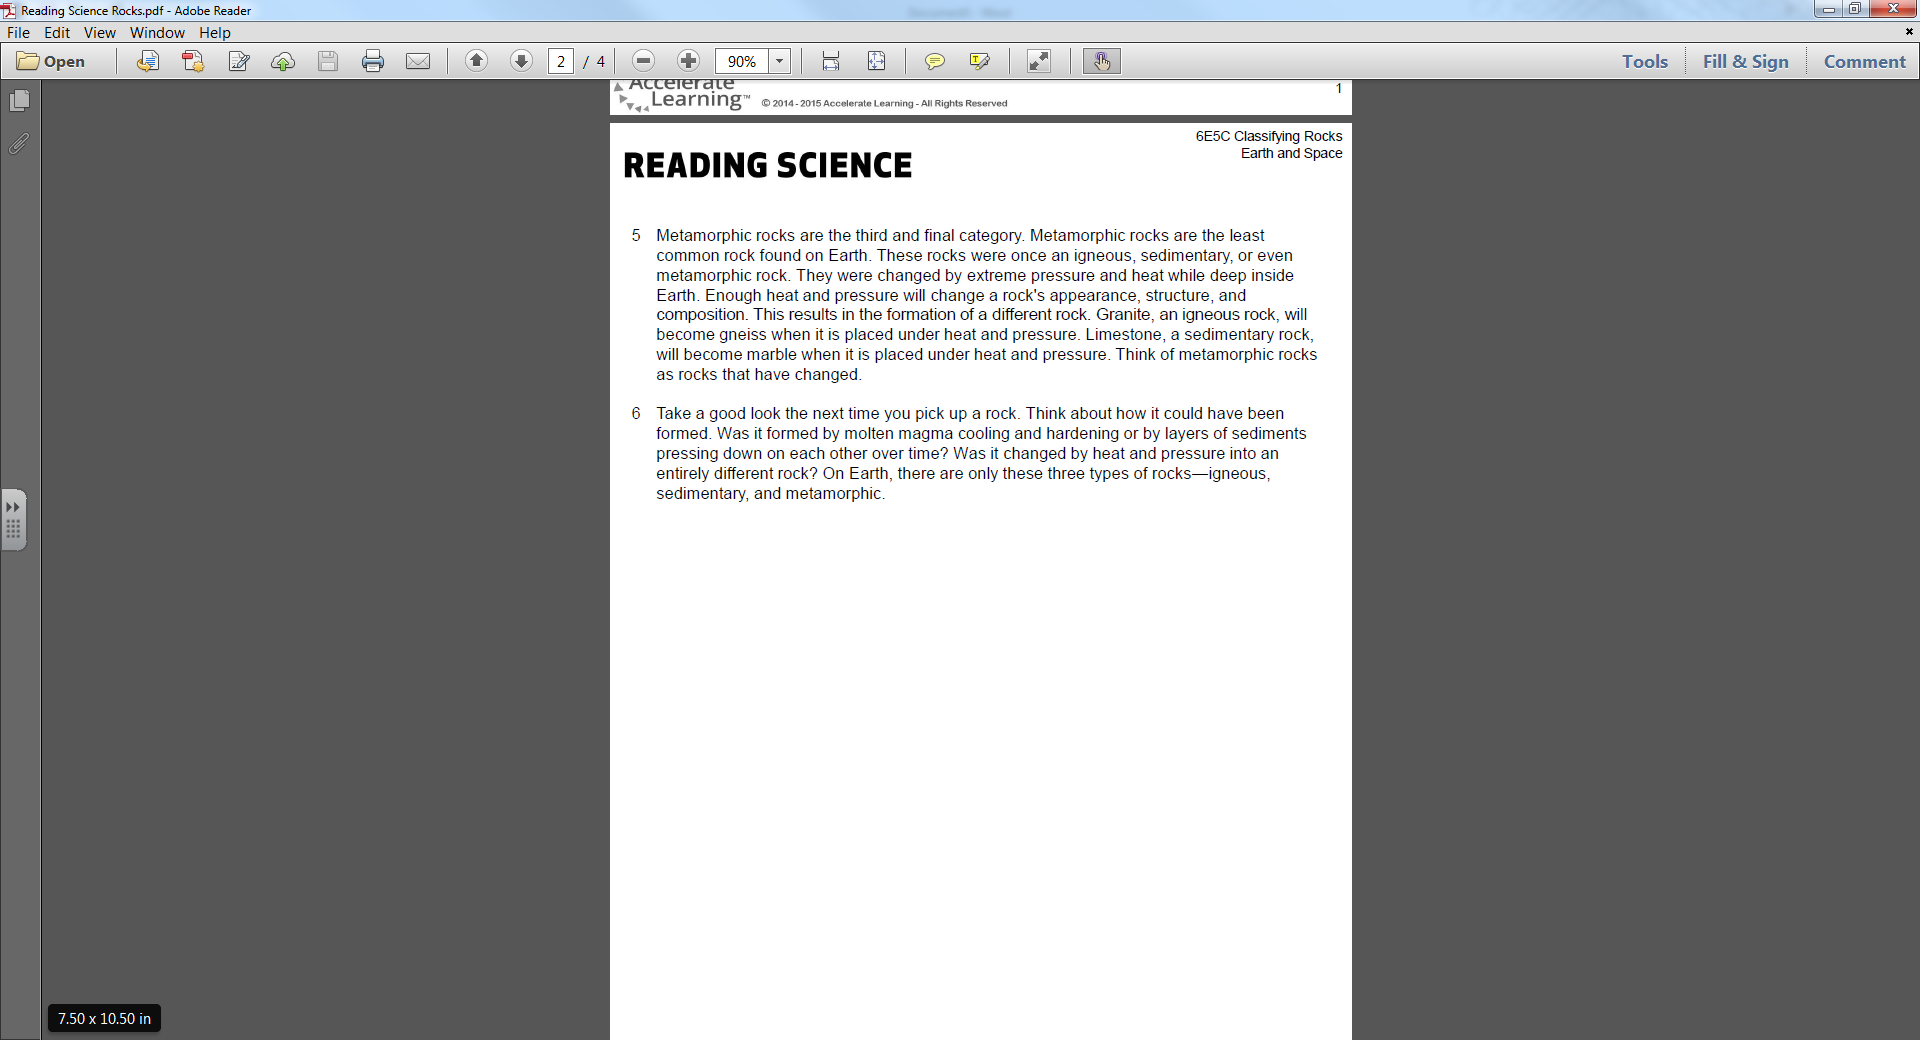 Reading Science Rocks.pdf - Adobe Reader
File Edit View Window Help
Open 2 / 4 90% Tools Fill & Sign Comment
Accelerate
Learning™ © 2014 - 2015 Accelerate Learning - All Rights Reserved 1
6E5C Classifying Rocks
Earth and Space
READING SCIENCE
5 Metamorphic rocks are the third and final category. Metamorphic rocks are the least
common rock found on Earth. These rocks were once an igneous, sedimentary, or even
metamorphic rock. They were changed by extreme pressure and heat while deep inside
Earth. Enough heat and pressure will change a rock's appearance, structure, and
composition. This results in the formation of a different rock. Granite, an igneous rock, will
become gneiss when it is placed under heat and pressure. Limestone, a sedimentary rock,
will become marble when it is placed under heat and pressure. Think of metamorphic rocks
as rocks that have changed.
6 Take a good look the next time you pick up a rock. Think about how it could have been
formed. Was it formed by molten magma cooling and hardening or by layers of sediments
pressing down on each other over time? Was it changed by heat and pressure into an
entirely different rock? On Earth, there are only these three types of rocks—igneous,
sedimentary, and metamorphic.
7.50 x 10.50 in